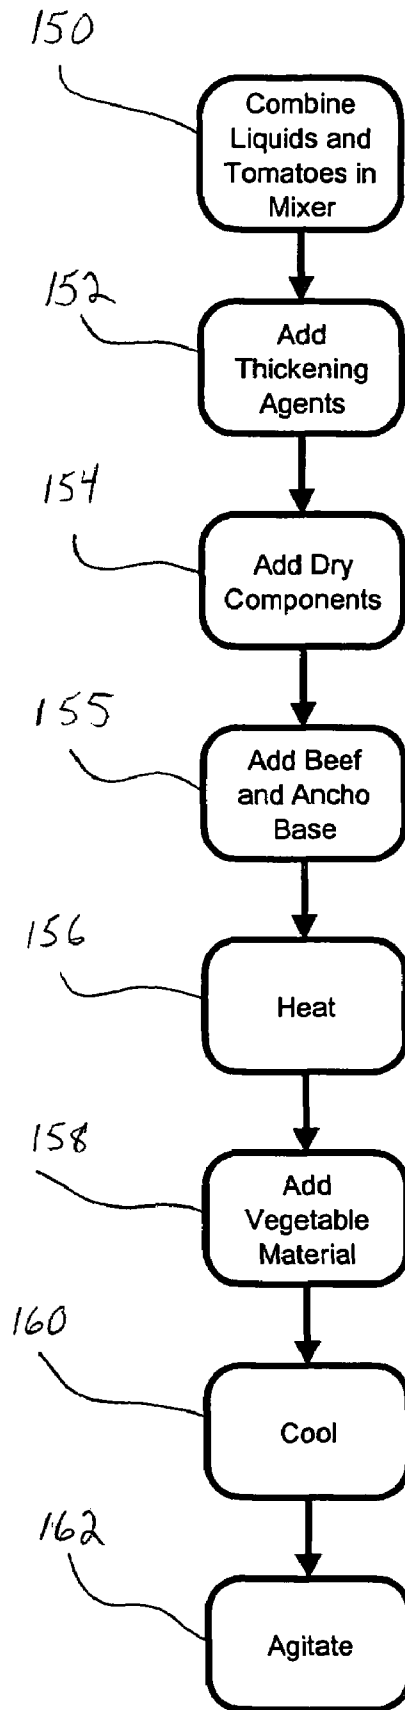 150
Combine
Liquids and
Tomatoes in
Mixer
152
Add
Thickening
Agents
154
Add Dry
Components
155
Add Beef
and Ancho
Base
156
Heat
158
Add
Vegetable
Material
160
Cool
162
Agitate